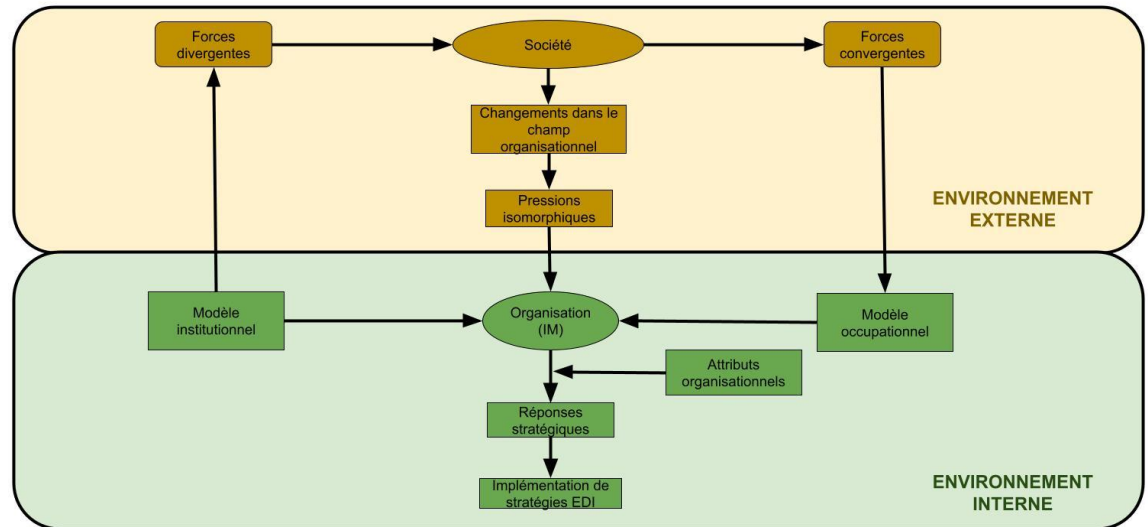 Forces
divergentes
Société
Forces
convergentes
Changements dans le
champ
organisationnel
Pressions
isomorphiques
ENVIRONNEMENT
EXTERNE
Modèle
institutionnel
Organisation
(IM)
Modèle
occupationnel
Attributs
organisationnels
Réponses
stratégiques
Implémentation de
stratégies EDI
ENVIRONNEMENT
INTERNE